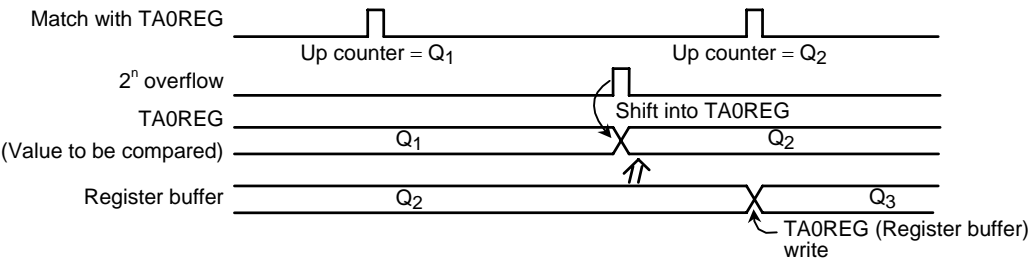 Match with TA0REG
Up counter = Q1
Up counter = Q2
2^n overflow
Shift into TA0REG
TA0REG
(Value to be compared)
Q1
Q2
Register buffer
Q2
Q3
TA0REG (Register buffer)
write